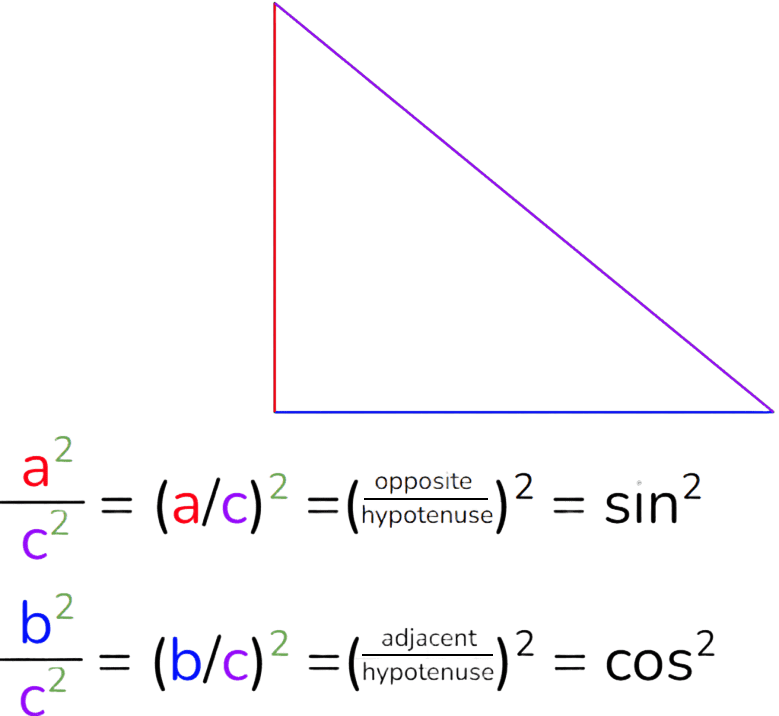 a²/c² = (a/c)² = (opposite/hypotenuse)² = sin²
b²/c² = (b/c)² = (adjacent/hypotenuse)² = cos²